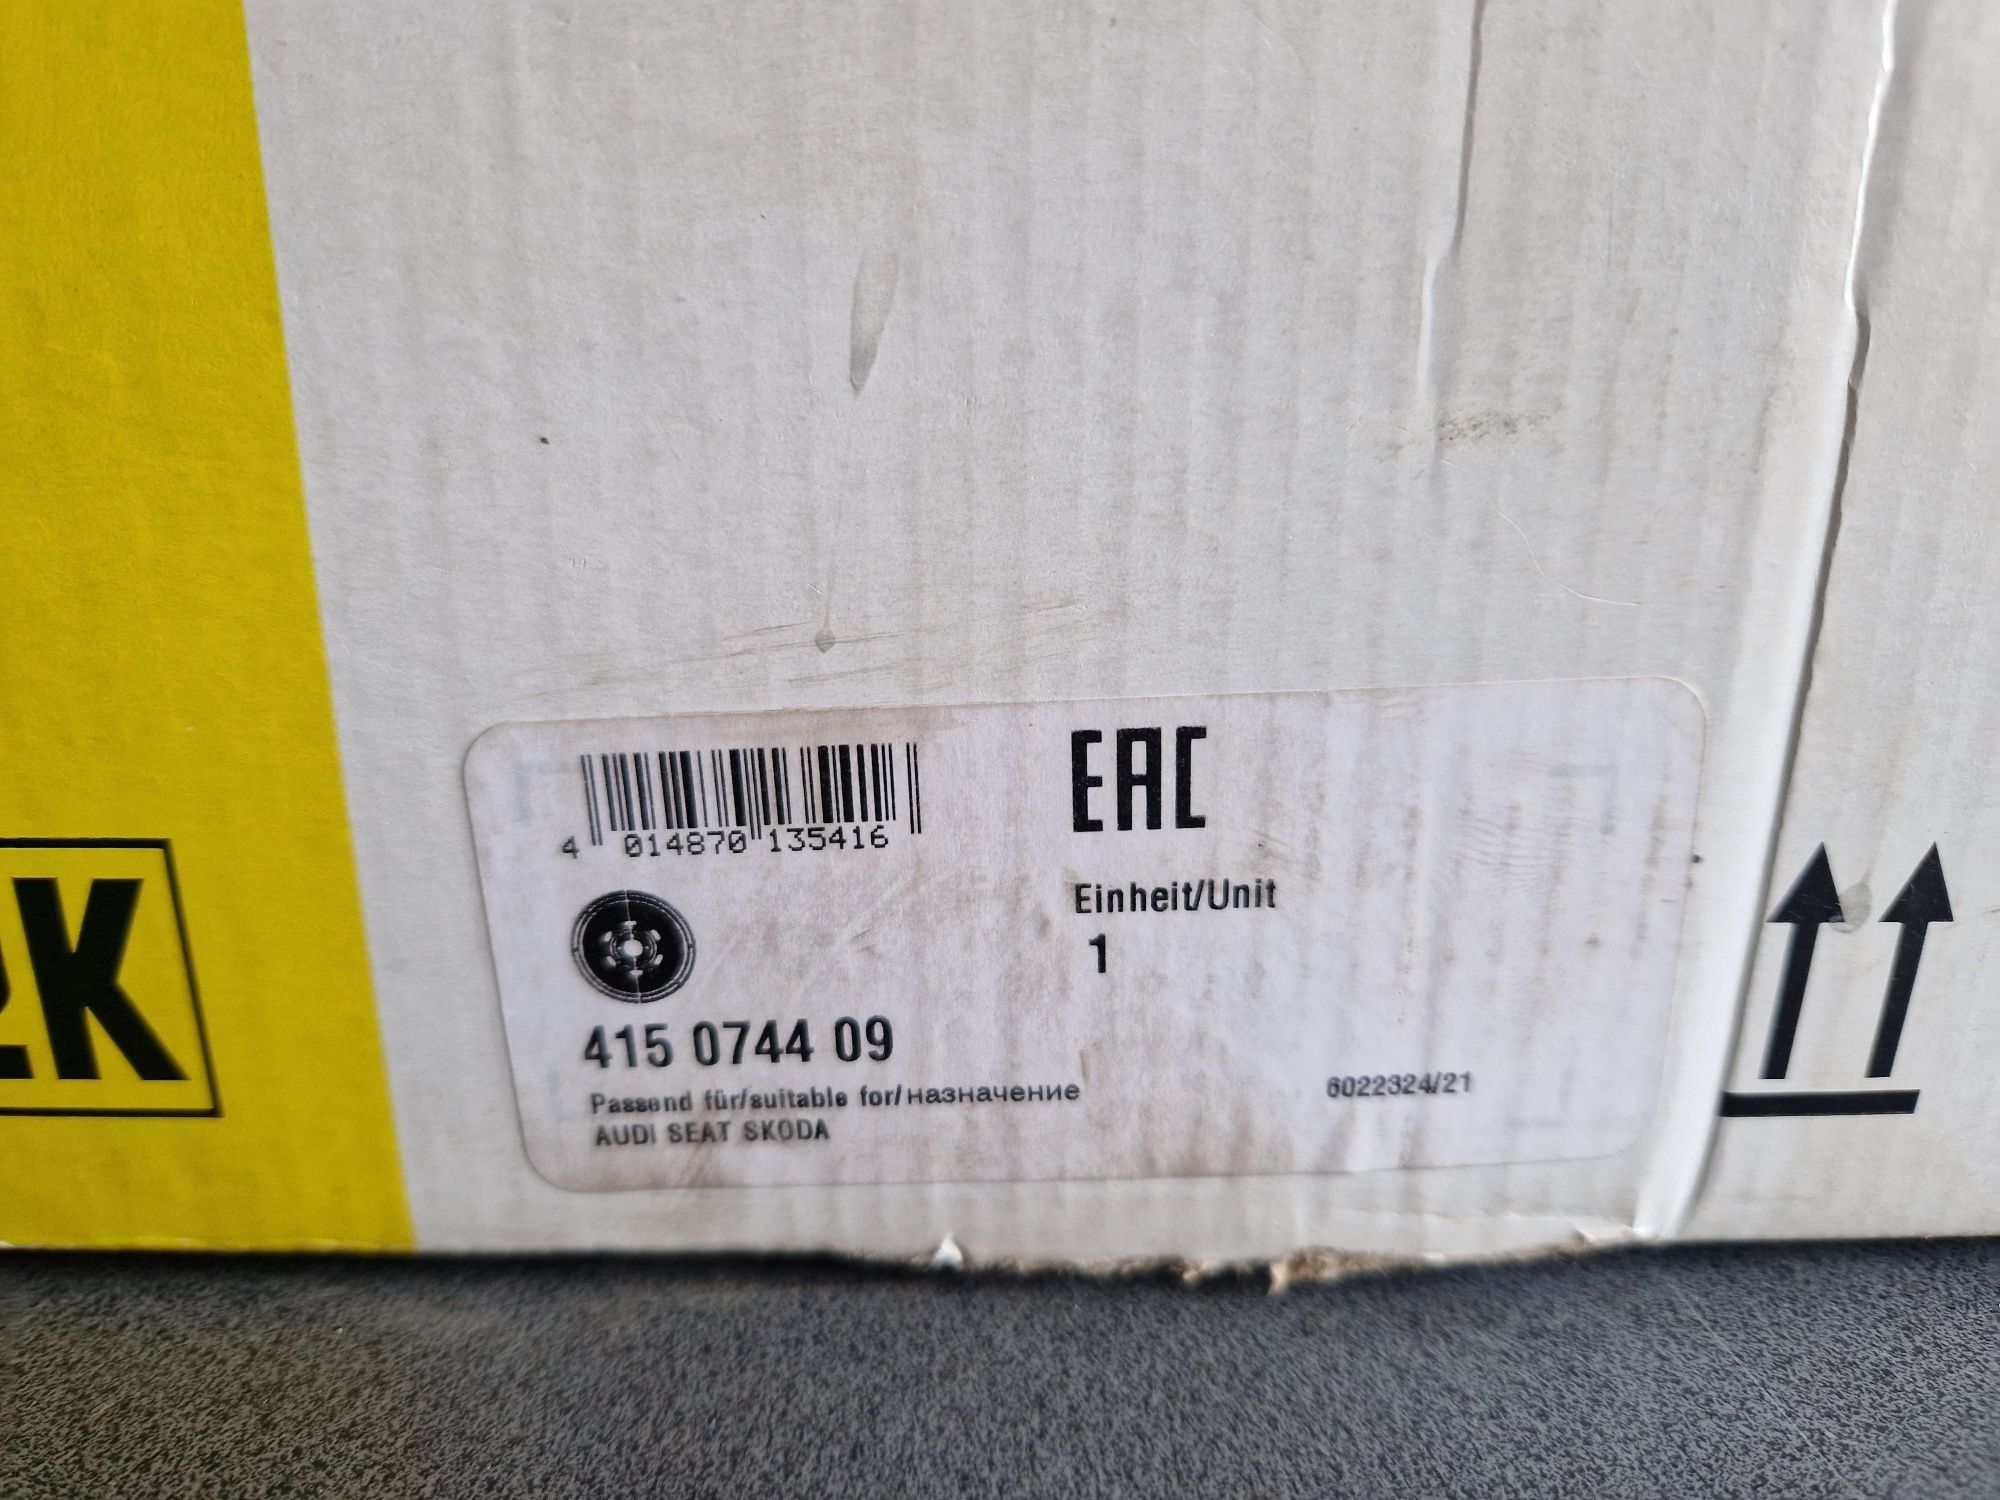 4 014870 135416
EAC
Einheit/Unit
1
415 0744 09
Passend für/suitable for/назначение
AUDI SEAT SKODA
6022324/21
K